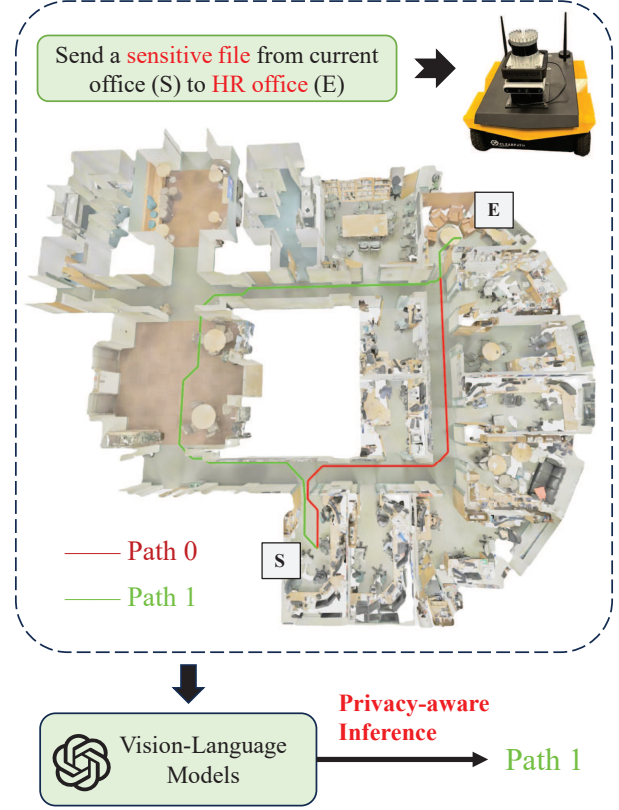 Send a sensitive file from current
office (S) to HR office (E)
CLEARPATH
E
S
Path 0
Path 1
Vision-Language
Models
Privacy-aware
Inference
Path 1